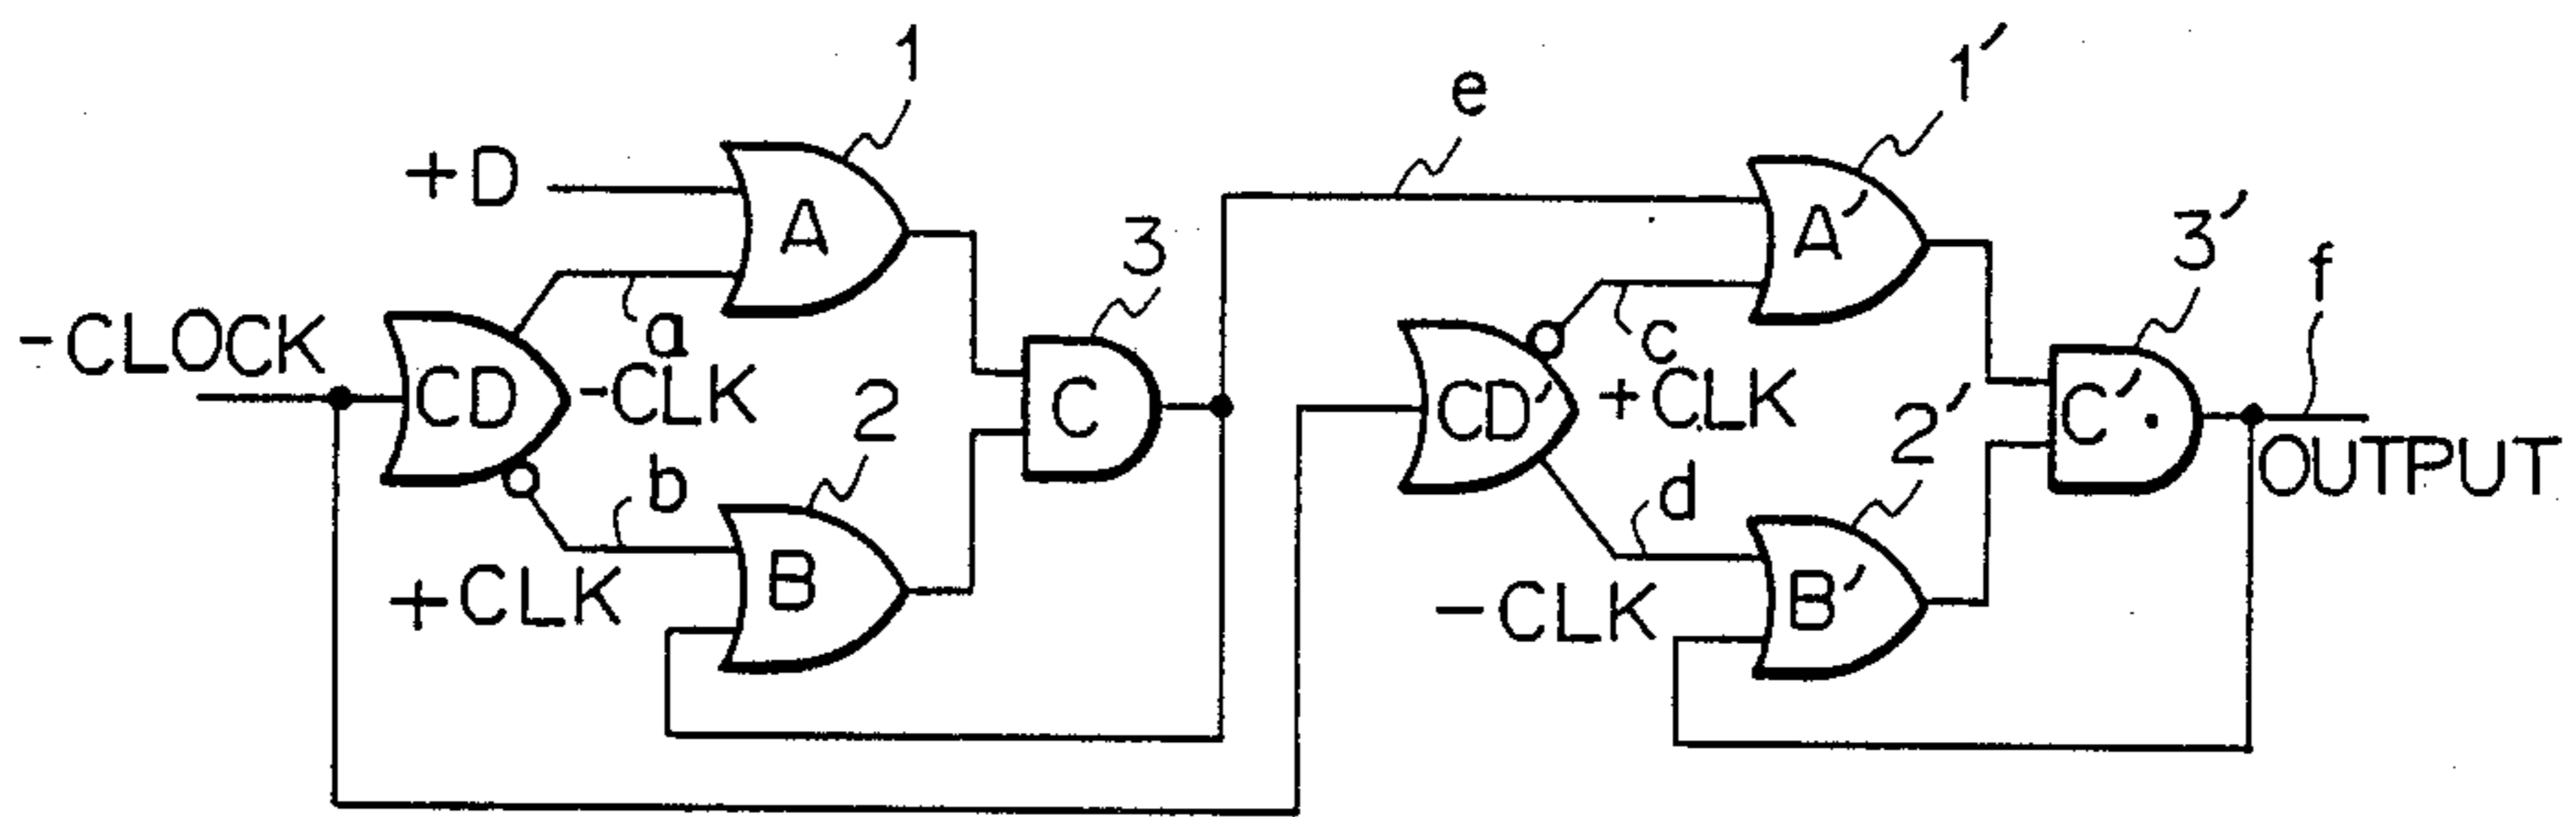 1
1′
e
+D
A
A′
3
3′
f
a
c
-CLOCK
CD
-CLK
CD′
+CLK
C
C′
2
2′
OUTPUT
b
d
+CLK
B
-CLK
B′